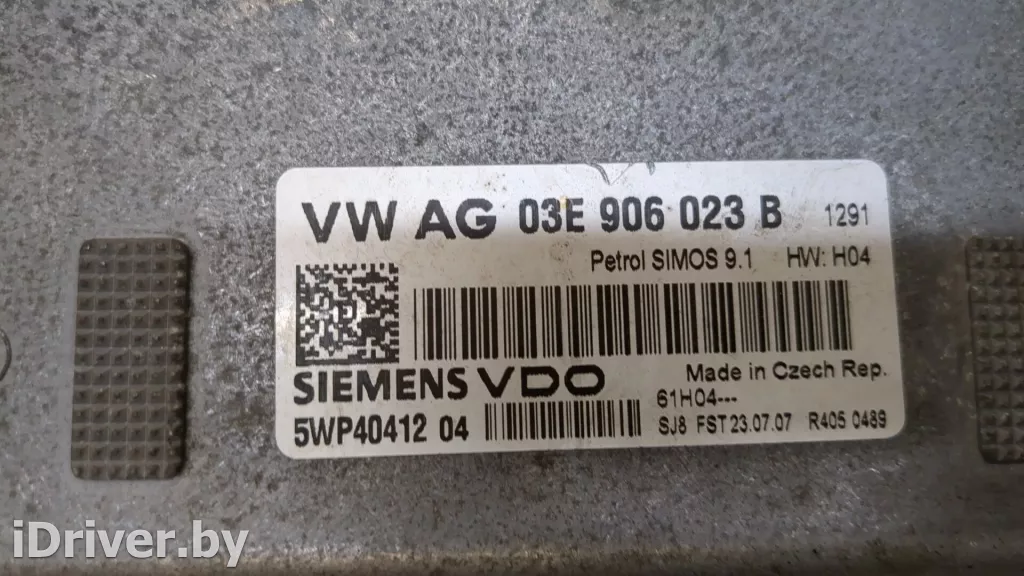 VW AG 03E 906 023 B 1291
Petrol SIMOS 9.1 HW: H04
SIEMENS VDO Made in Czech Rep.
61H04---
5WP40412 04 SJ8 FST 23.07.07 R405 0489
iDriver.by